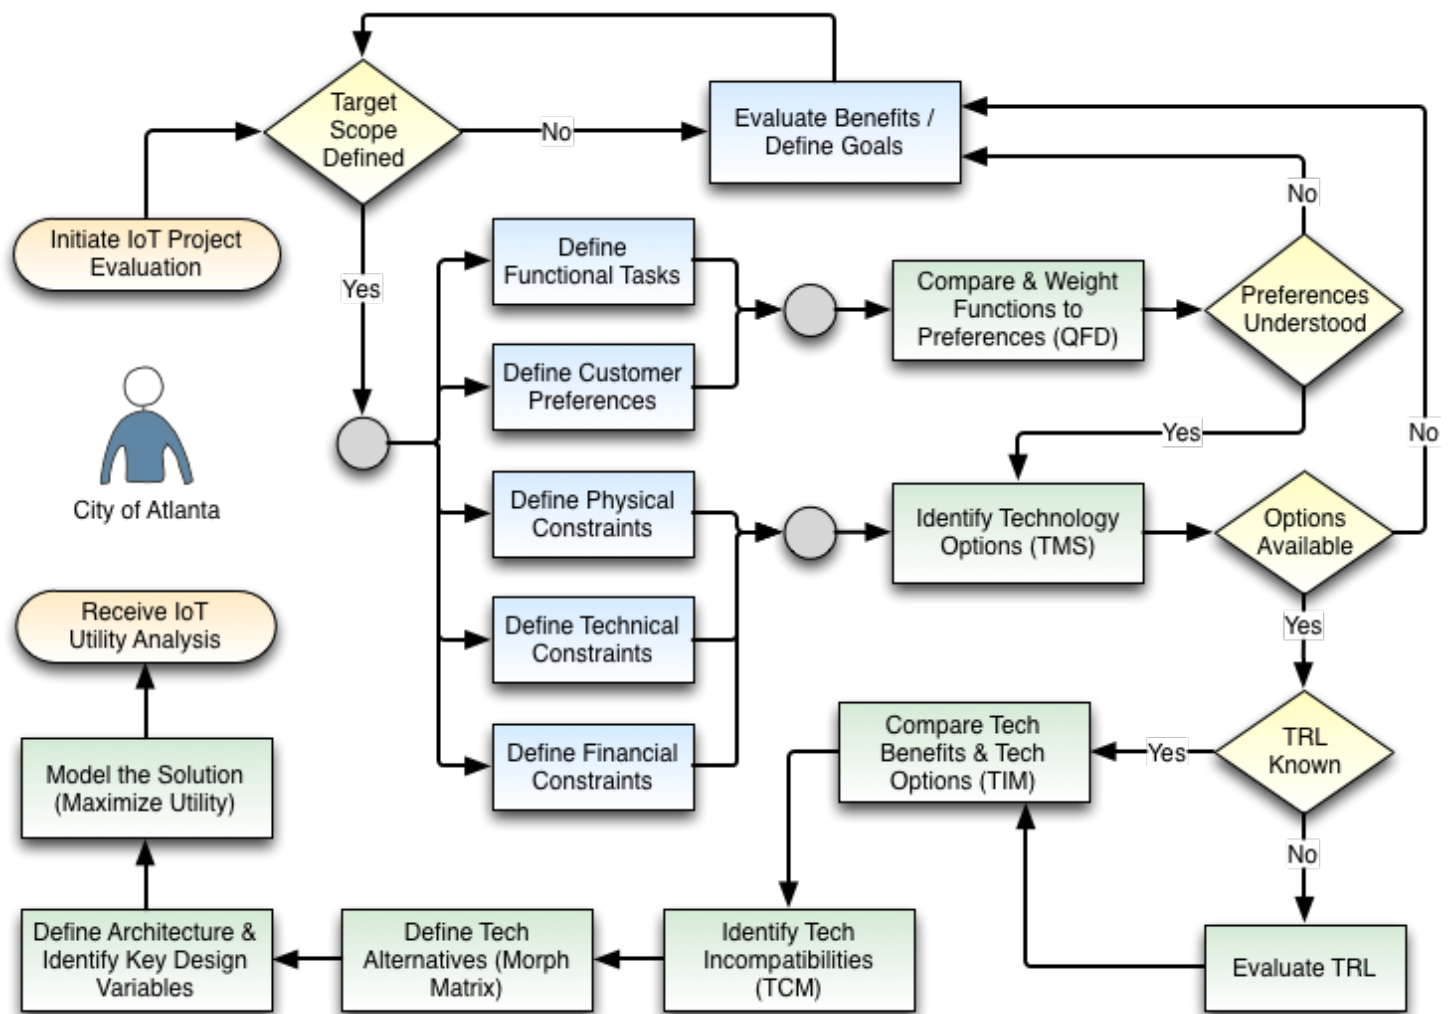 Target
Scope
Defined
No
Evaluate Benefits /
Define Goals
No
Initiate IoT Project
Evaluation
Yes
Define
Functional Tasks
Compare & Weight
Functions to
Preferences (QFD)
Preferences
Understood
Define Customer
Preferences
Yes
No
City of Atlanta
Define Physical
Constraints
Identify Technology
Options (TMS)
Options
Available
Receive IoT
Utility Analysis
Define Technical
Constraints
Yes
Model the Solution
(Maximize Utility)
Define Financial
Constraints
Compare Tech
Benefits & Tech
Options (TIM)
Yes
TRL
Known
No
Define Architecture &
Identify Key Design
Variables
Define Tech
Alternatives (Morph
Matrix)
Identify Tech
Incompatibilities
(TCM)
Evaluate TRL